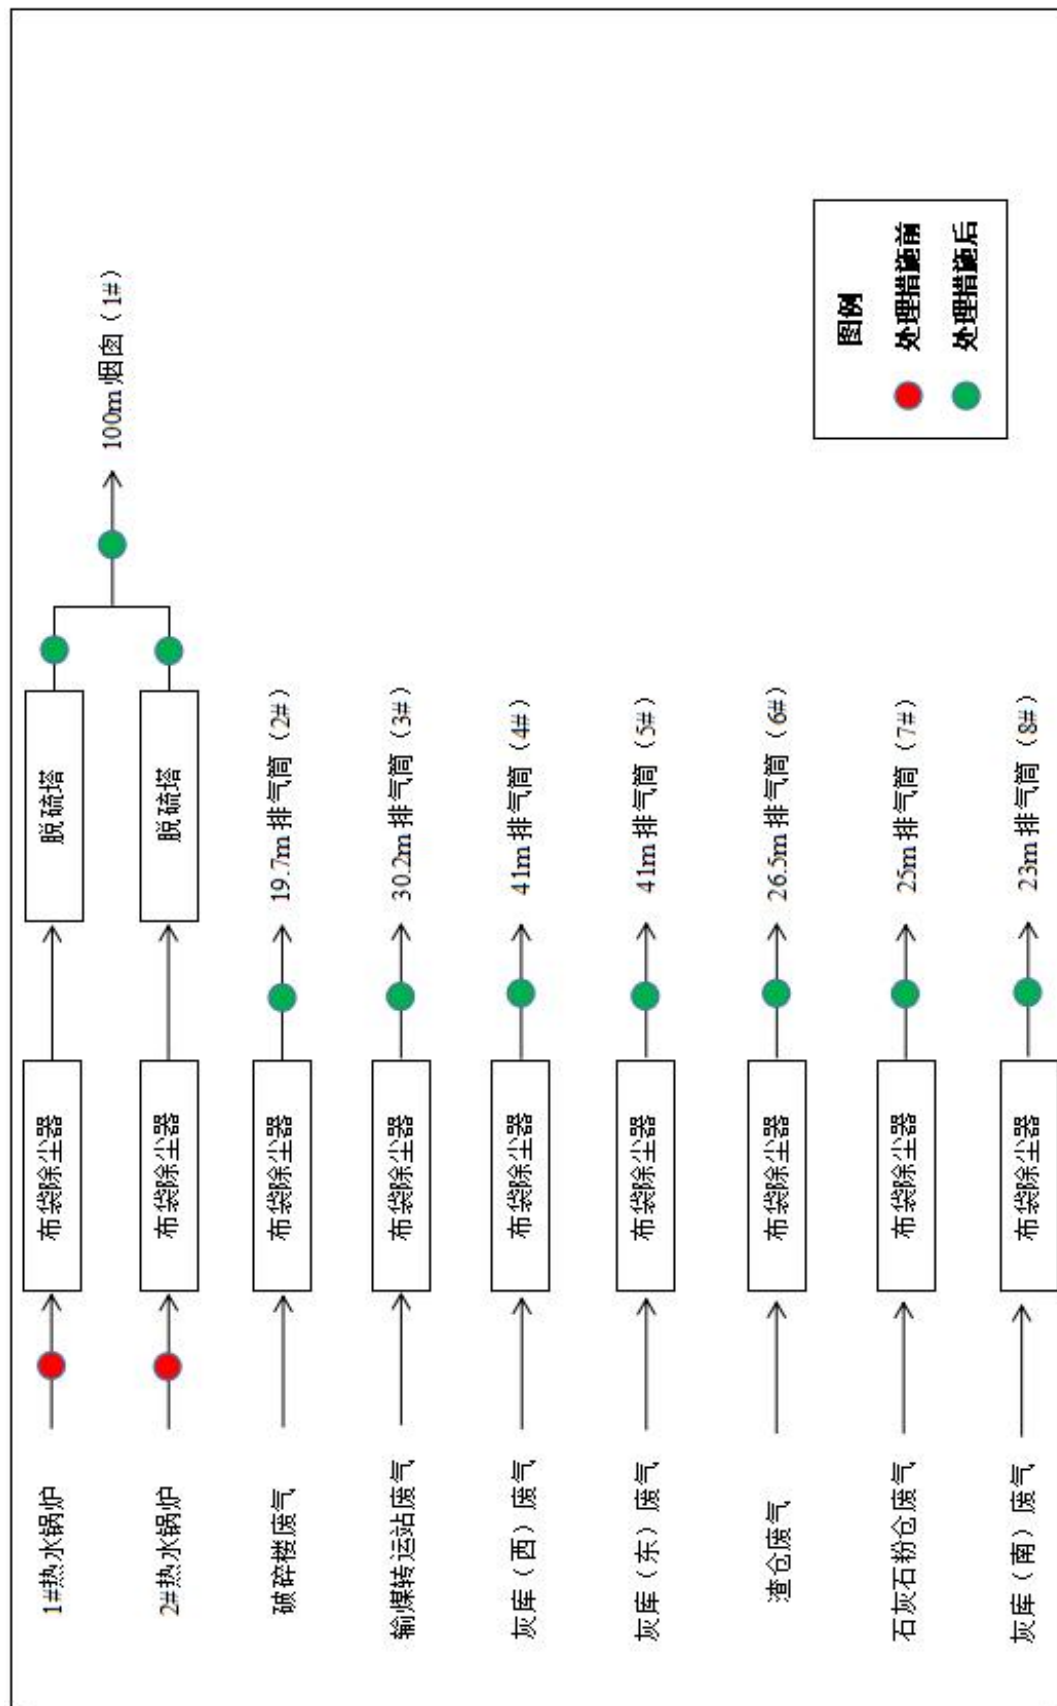 1#热水锅炉
布袋除尘器
脱硫塔
100m 烟囱（1#）
2#热水锅炉
布袋除尘器
脱硫塔
破碎楼废气
布袋除尘器
19.7m 排气筒（2#）
输煤转运站废气
布袋除尘器
30.2m 排气筒（3#）
灰库（西）废气
布袋除尘器
41m 排气筒（4#）
灰库（东）废气
布袋除尘器
41m 排气筒（5#）
渣仓废气
布袋除尘器
26.5m 排气筒（6#）
石灰石粉仓废气
布袋除尘器
25m 排气筒（7#）
灰库（南）废气
布袋除尘器
23m 排气筒（8#）
图例
处理措施前
处理措施后